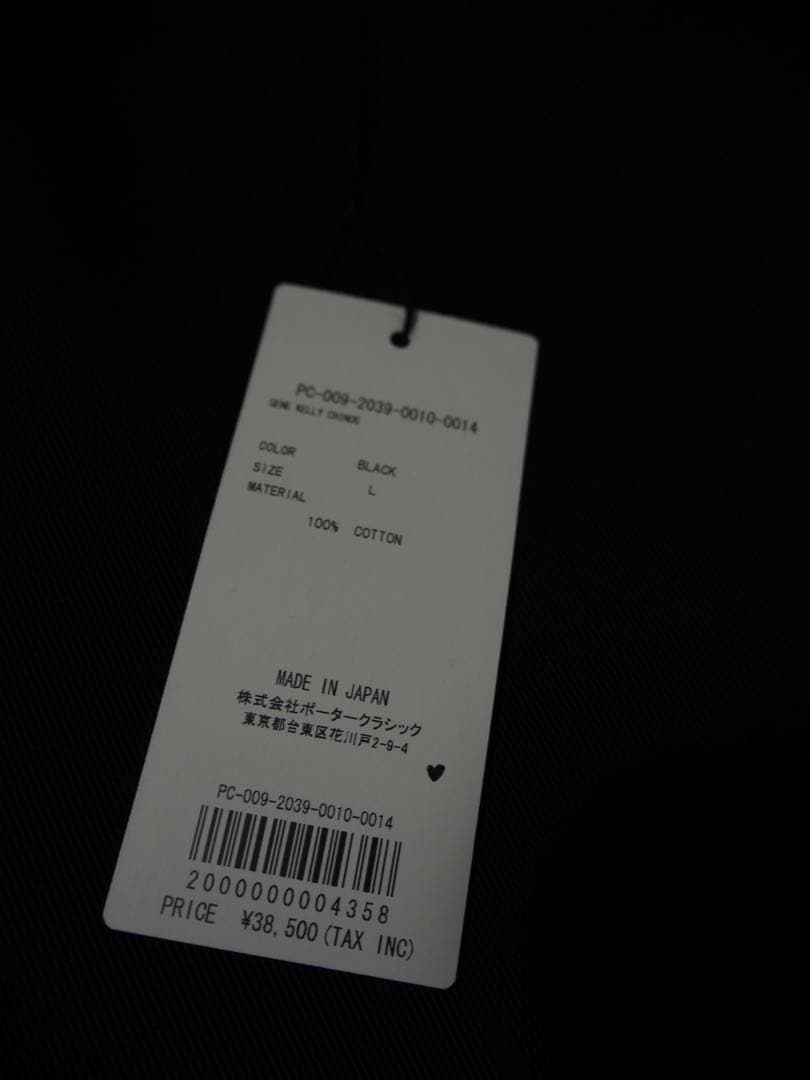 PC-009-2039-0010-0014
GENE KELLY CHINOS
COLOR BLACK
SIZE L
MATERIAL
100% COTTON
MADE IN JAPAN
株式会社ポータークラシック
東京都台東区花川戸2-9-4
PC-009-2039-0010-0014
2000000004358
PRICE ¥38,500(TAX INC)